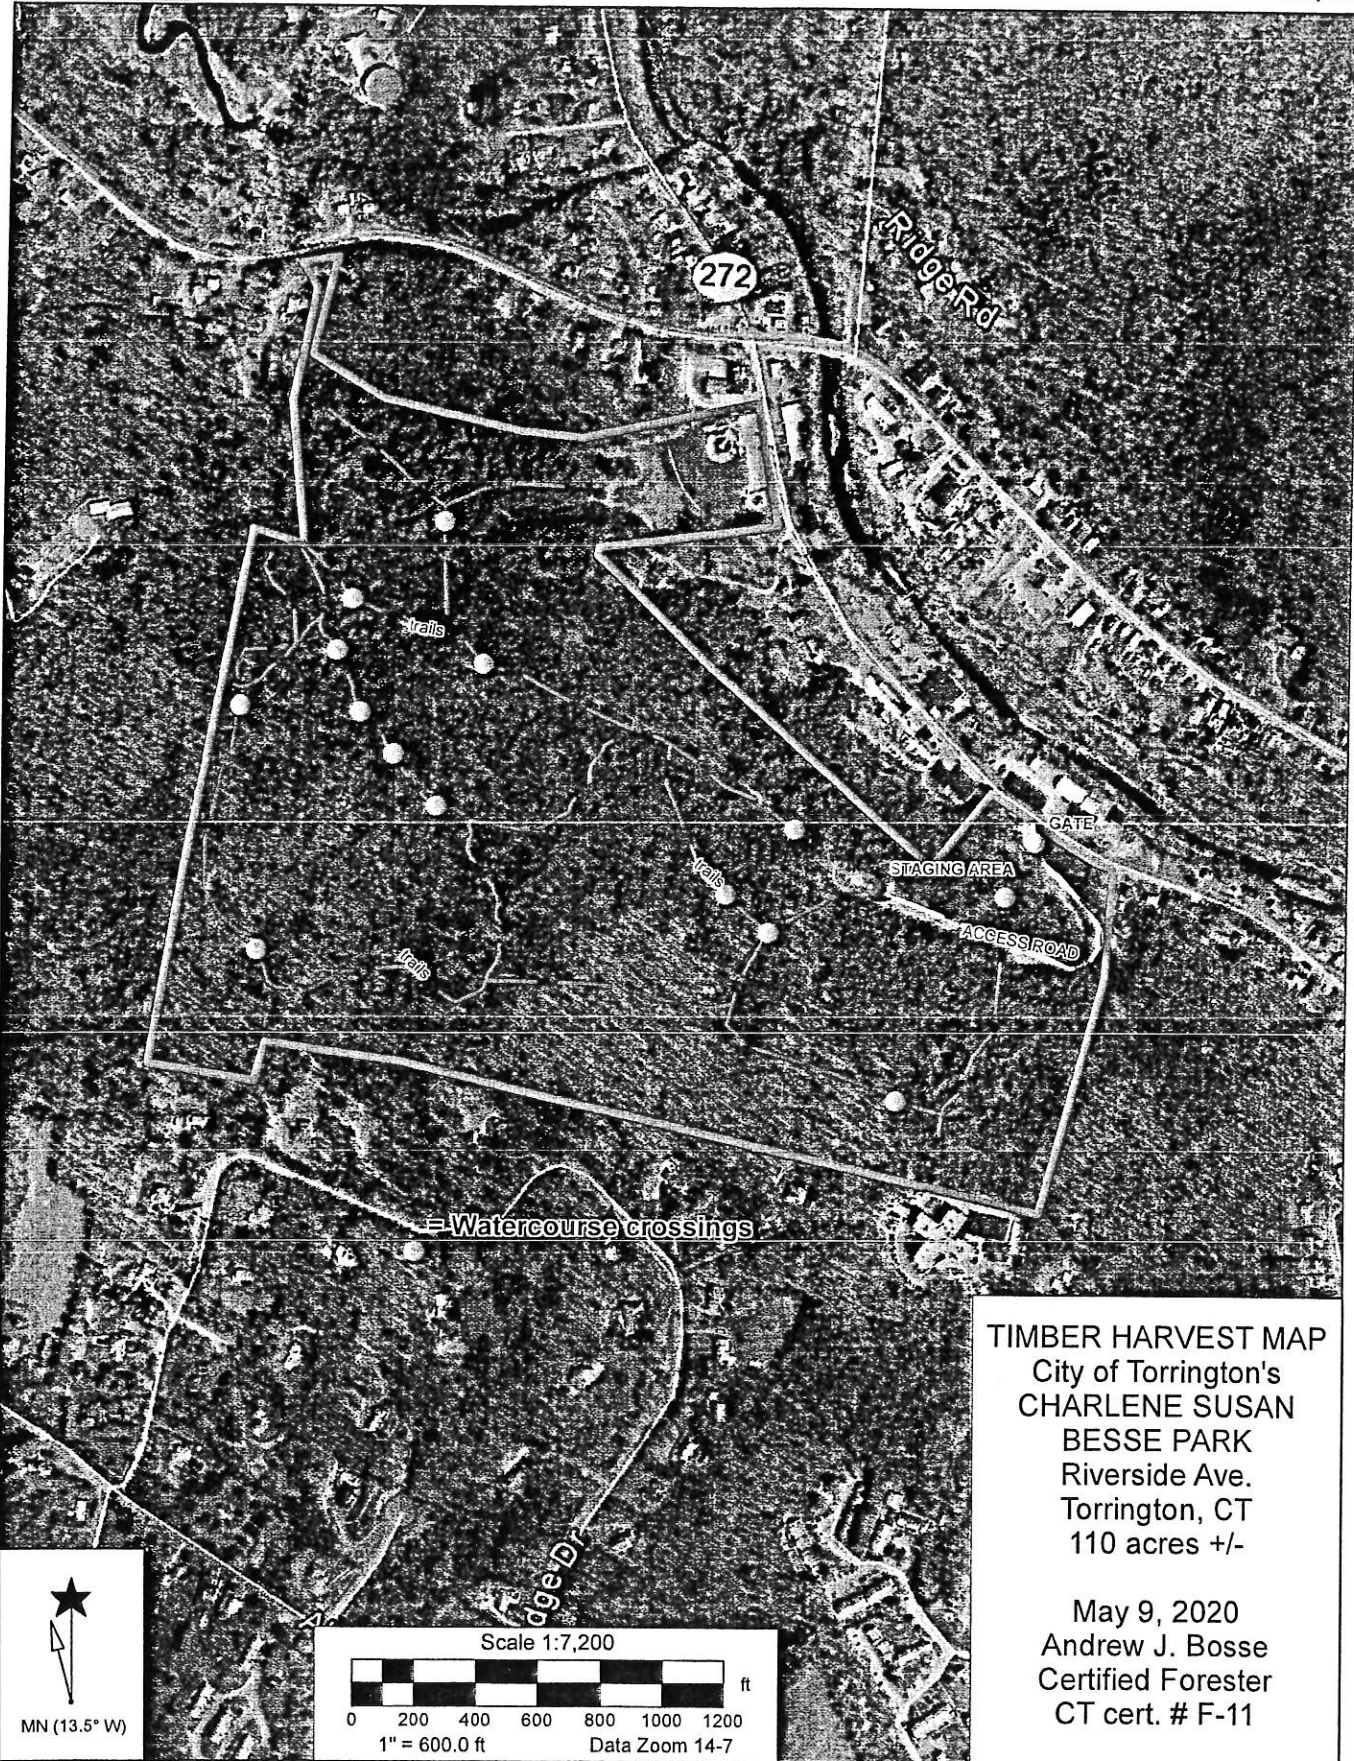 272
Ridge Rd
trails
GATE
STAGING AREA
trails
ACCESS ROAD
trails
= Watercourse crossings
dge Dr
TIMBER HARVEST MAP
City of Torrington's
CHARLENE SUSAN
BESSE PARK
Riverside Ave.
Torrington, CT
110 acres +/-
May 9, 2020
Andrew J. Bosse
Certified Forester
CT cert. # F-11
MN (13.5° W)
Scale 1:7,200
ft
0 200 400 600 800 1000 1200
1" = 600.0 ft Data Zoom 14-7